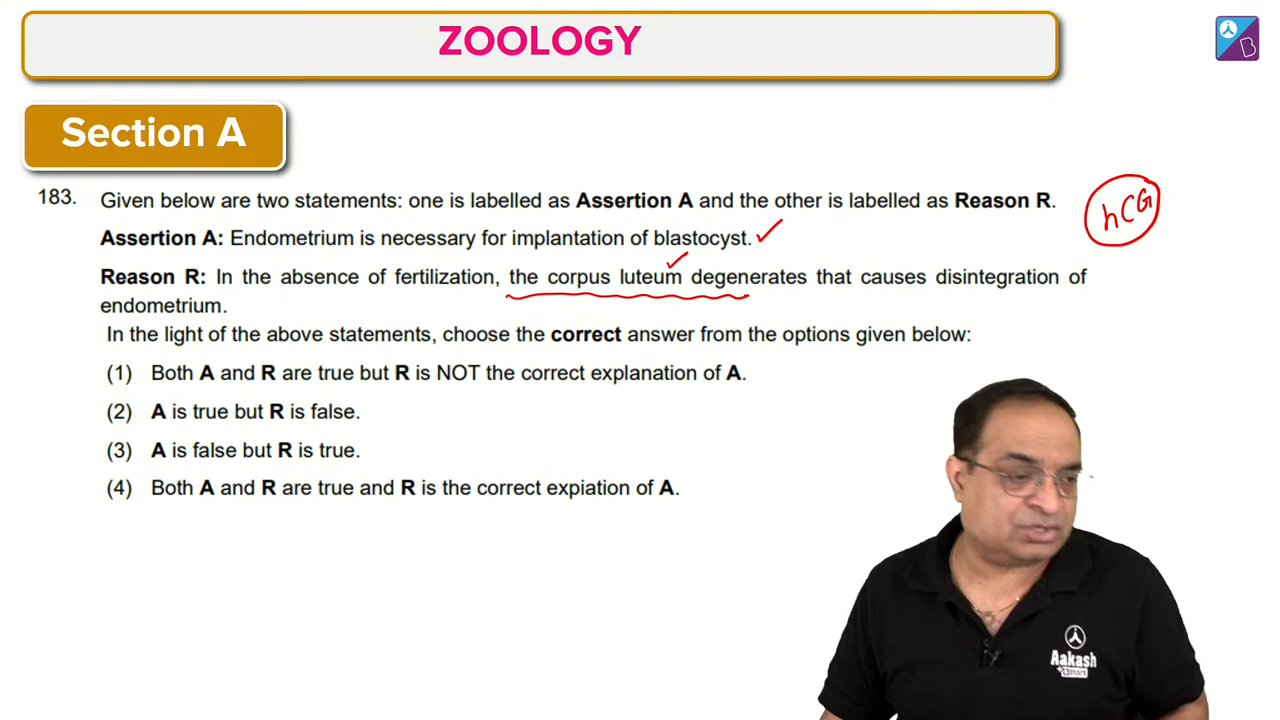 ZOOLOGY
Section A
183. Given below are two statements: one is labelled as Assertion A and the other is labelled as Reason R.
hCG
Assertion A: Endometrium is necessary for implantation of blastocyst.
Reason R: In the absence of fertilization, the corpus luteum degenerates that causes disintegration of
endometrium.
In the light of the above statements, choose the correct answer from the options given below:
(1) Both A and R are true but R is NOT the correct explanation of A.
(2) A is true but R is false.
(3) A is false but R is true.
(4) Both A and R are true and R is the correct expiation of A.
Aakash